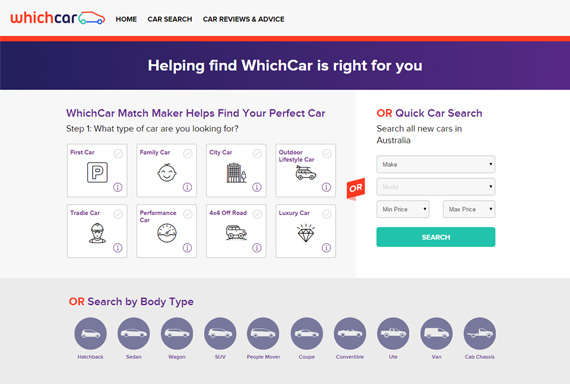 whichcar
HOME CAR SEARCH CAR REVIEWS & ADVICE
Helping find WhichCar is right for you
WhichCar Match Maker Helps Find Your Perfect Car
Step 1: What type of car are you looking for?
First Car
Family Car
City Car
Outdoor
Lifestyle Car
P
Tradie Car
Performance
Car
4x4 Off Road
Luxury Car
OR
OR Quick Car Search
Search all new cars in
Australia
Make
Model
Min Price
Max Price
SEARCH
OR Search by Body Type
Hatchback
Sedan
Wagon
SUV
People Mover
Coupe
Convertible
Ute
Van
Cab Chassis